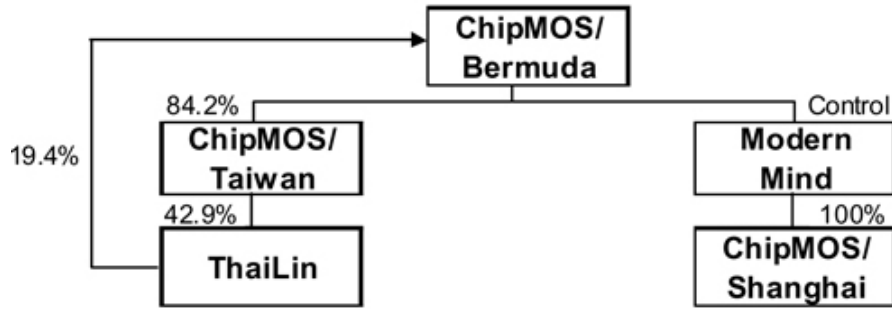 ChipMOS/
Bermuda
84.2%
Control
ChipMOS/
Taiwan
Modern
Mind
19.4%
42.9%
100%
ThaiLin
ChipMOS/
Shanghai